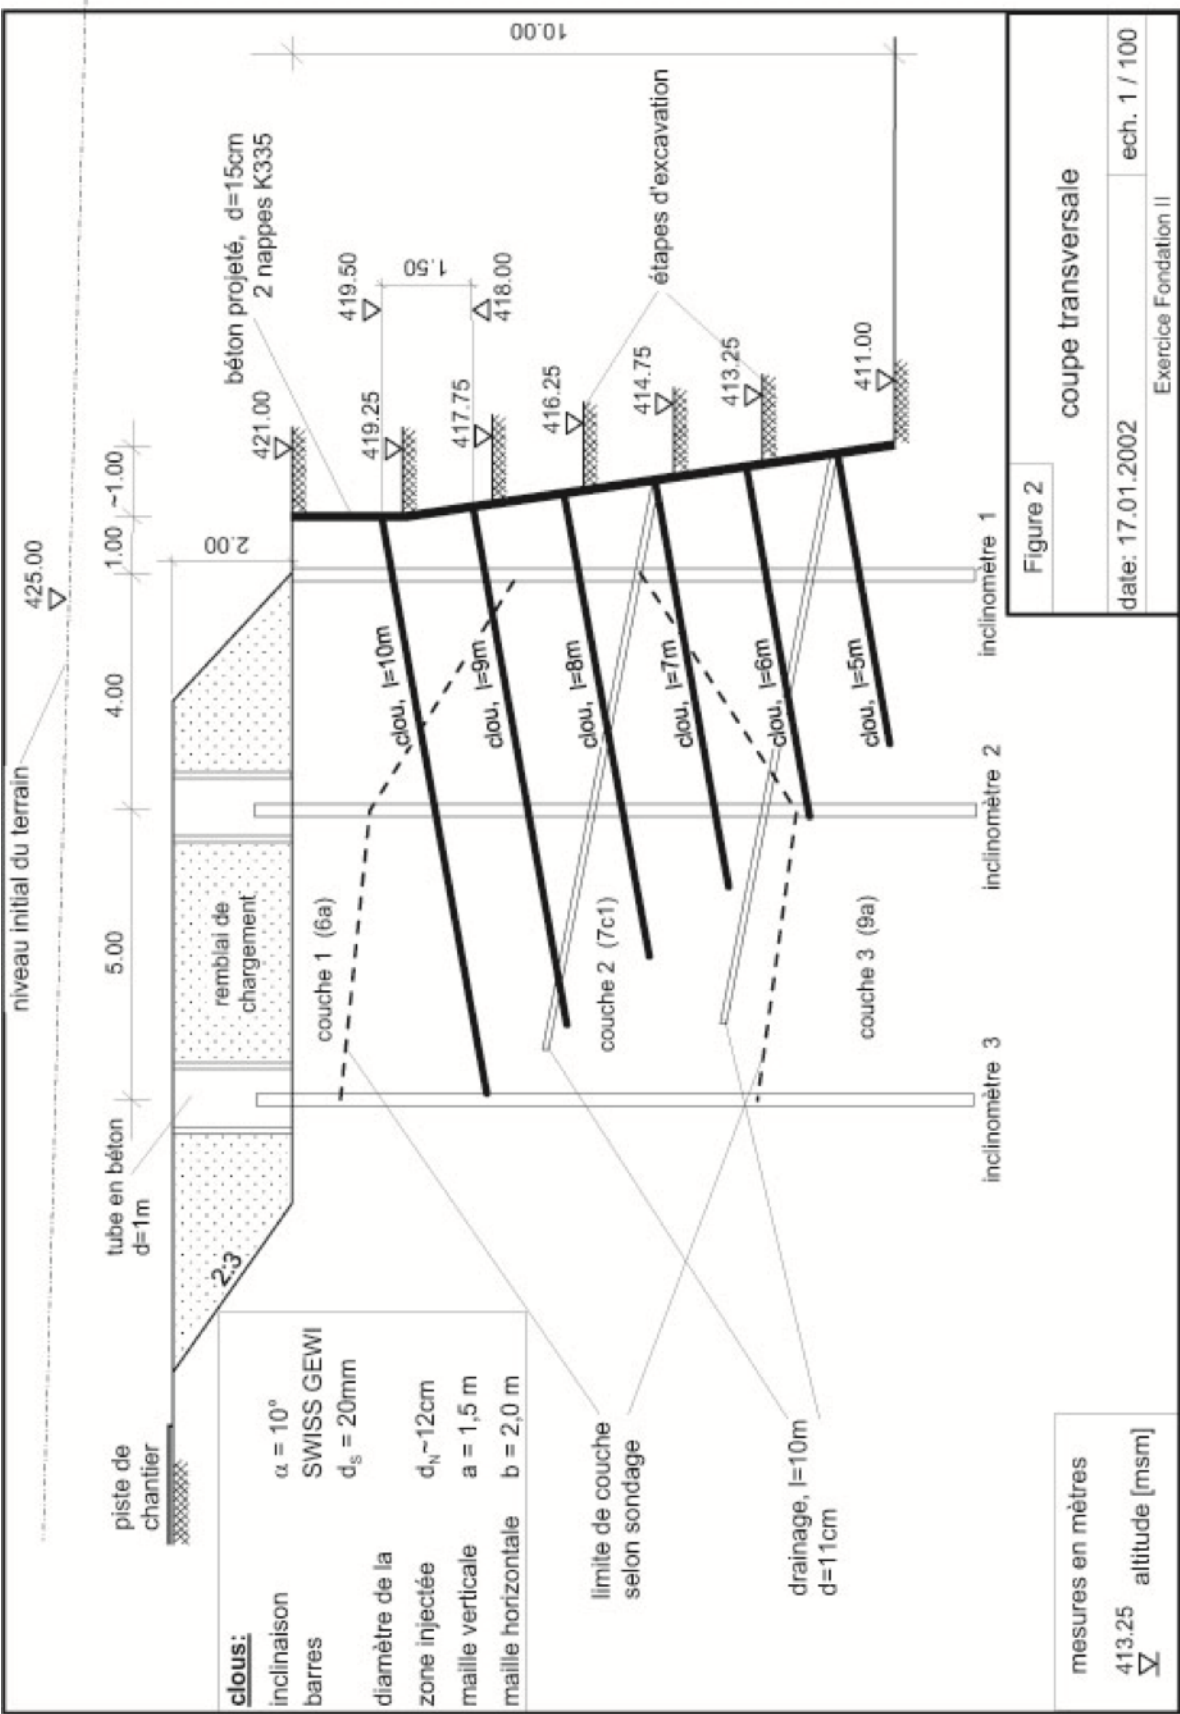 niveau initial du terrain
425.00
5.00
4.00
1.00
~1.00
10.00
tube en béton
d=1m
piste de
chantier
2:3
remblai de
chargement
2.00
béton projeté, d=15cm
2 nappes K335
421.00
419.25
417.75
416.25
414.75
413.25
411.00
419.50
1.50
418.00
étapes d'excavation
couche 1 (6a)
couche 2 (7c1)
couche 3 (9a)
clou, l=10m
clou, l=9m
clou, l=8m
clou, l=7m
clou, l=6m
clou, l=5m
inclinomètre 3
inclinomètre 2
inclinomètre 1
clous:
inclinaison α = 10°
barres SWISS GEWI
dS = 20mm
diamètre de la
zone injectée dN~12cm
maille verticale a = 1,5 m
maille horizontale b = 2,0 m
limite de couche
selon sondage
drainage, l=10m
d=11cm
mesures en mètres
413.25 altitude [msm]
Figure 2
coupe transversale
date: 17.01.2002 ech. 1 / 100
Exercice Fondation II